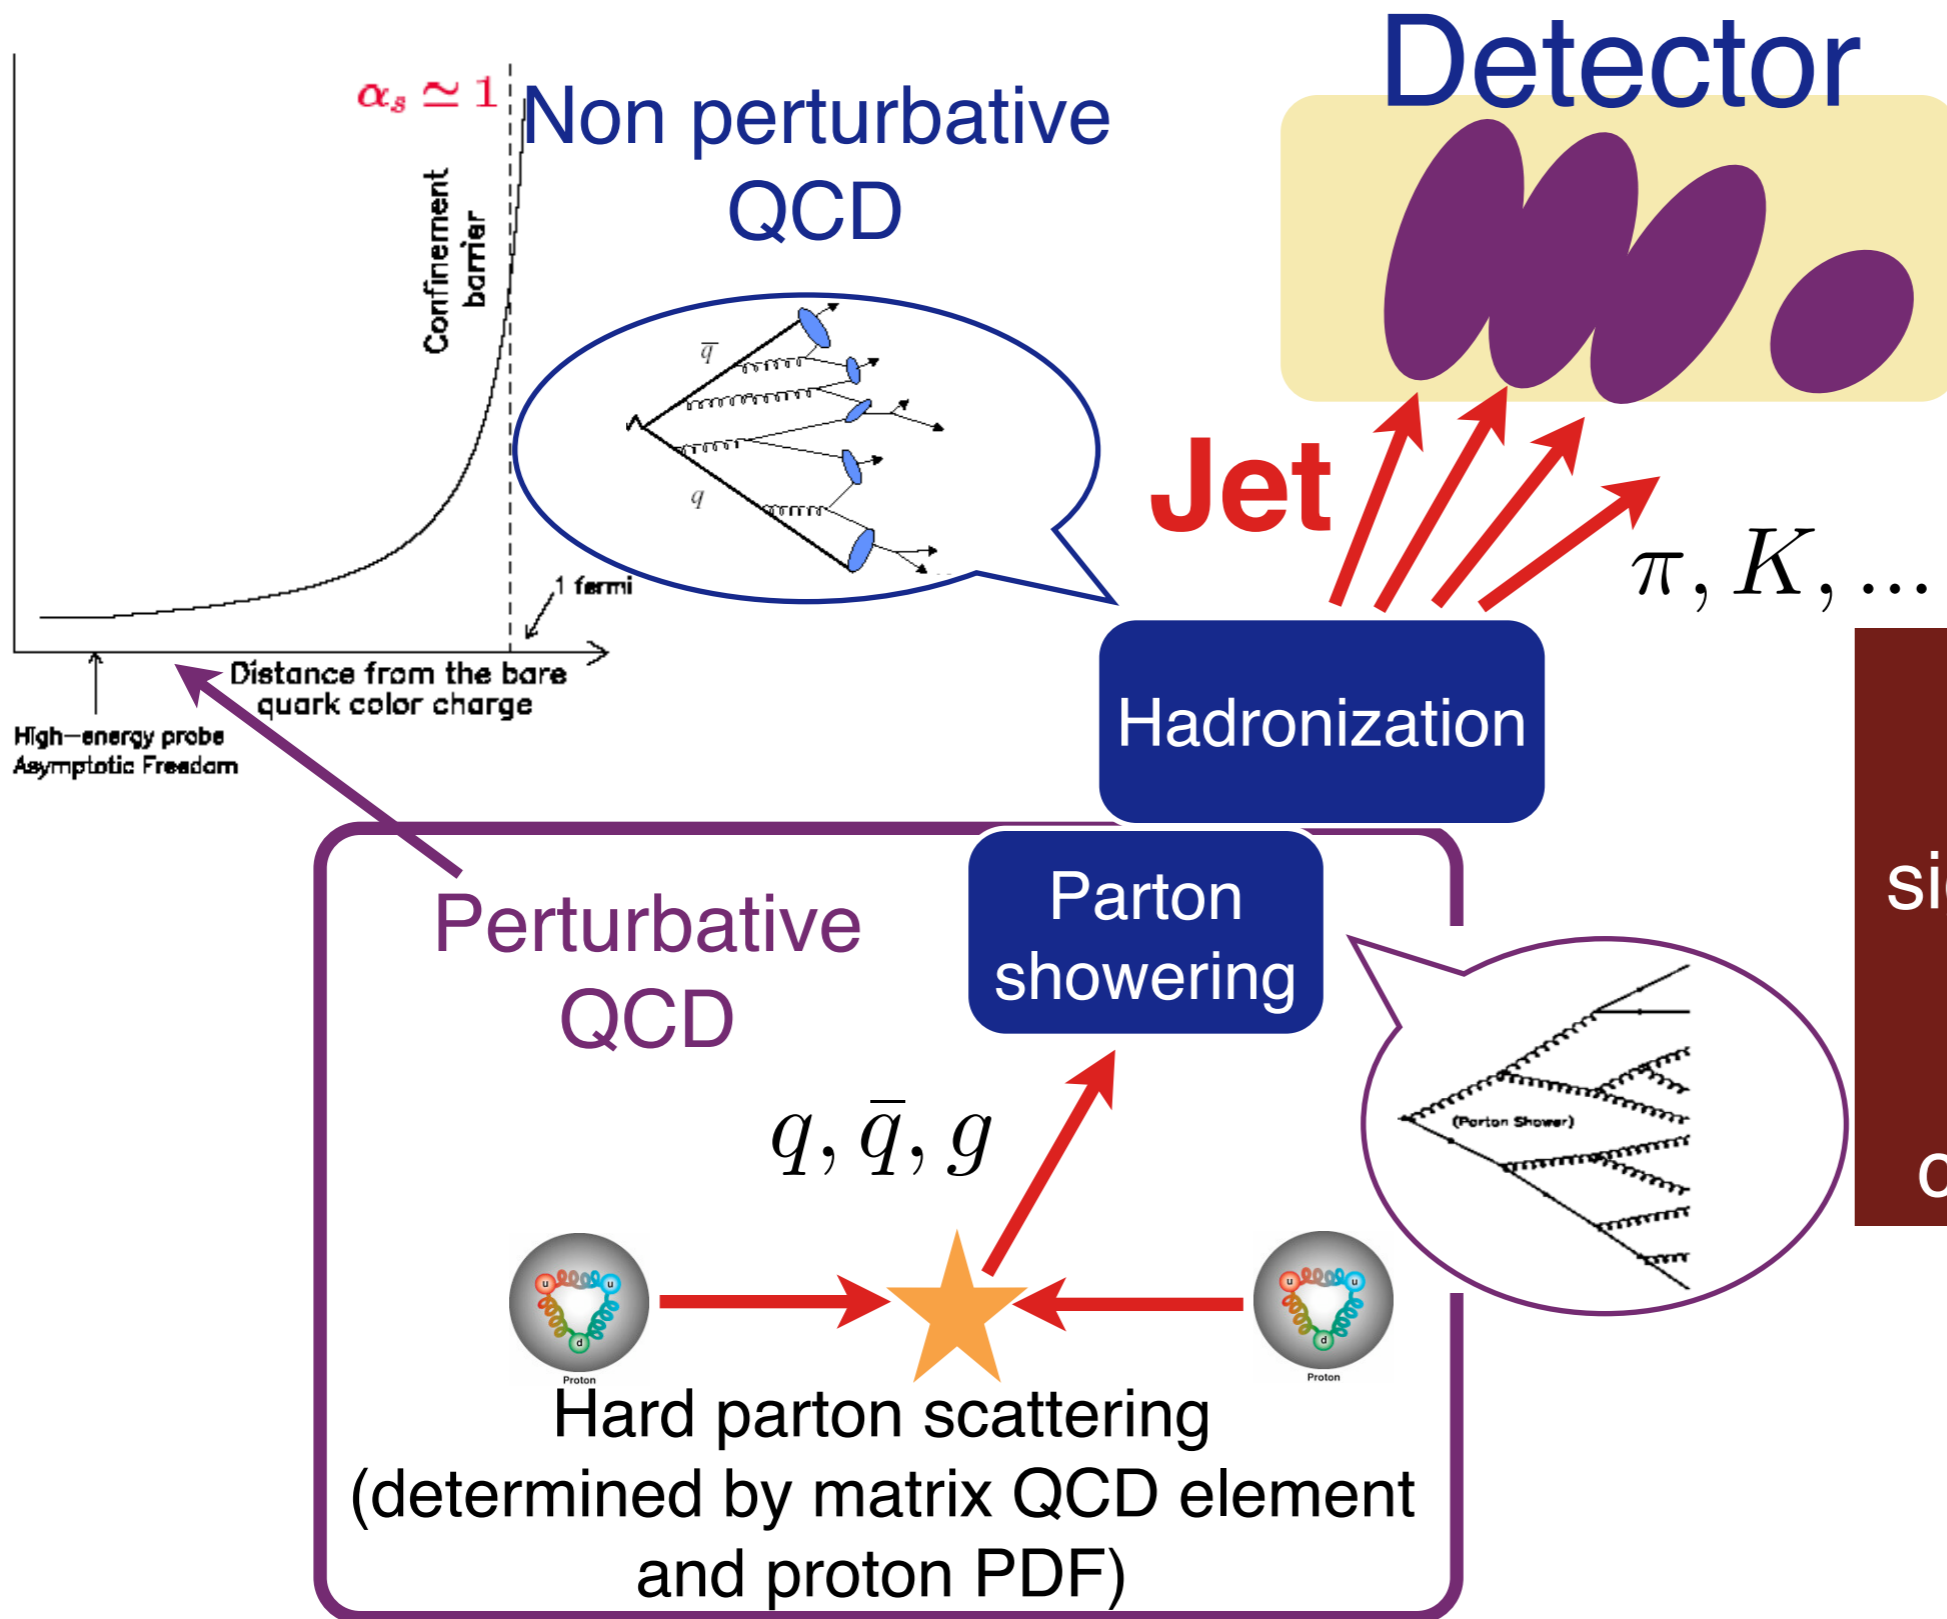 Detector
αₛ ≃ 1
Non perturbative
QCD
Confinement
barrier
q̄
q
Jet
π, K, ...
1 fermi
Distance from the bare
quark color charge
High-energy probe
Asymptotic Freedom
Hadronization
Parton
showering
Perturbative
QCD
(Parton Shower)
q, q̄, g
u u
d
Proton
u u
d
Proton
Hard parton scattering
(determined by matrix QCD element
and proton PDF)